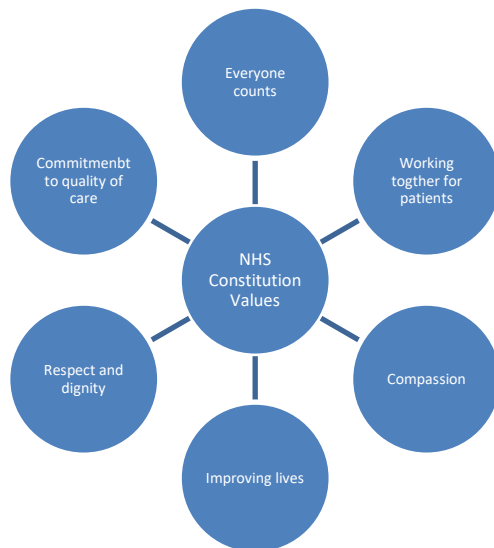 Everyone
counts
Commitmenbt
to quality of
care
Working
togther for
patients
NHS
Constitution
Values
Respect and
dignity
Compassion
Improving lives